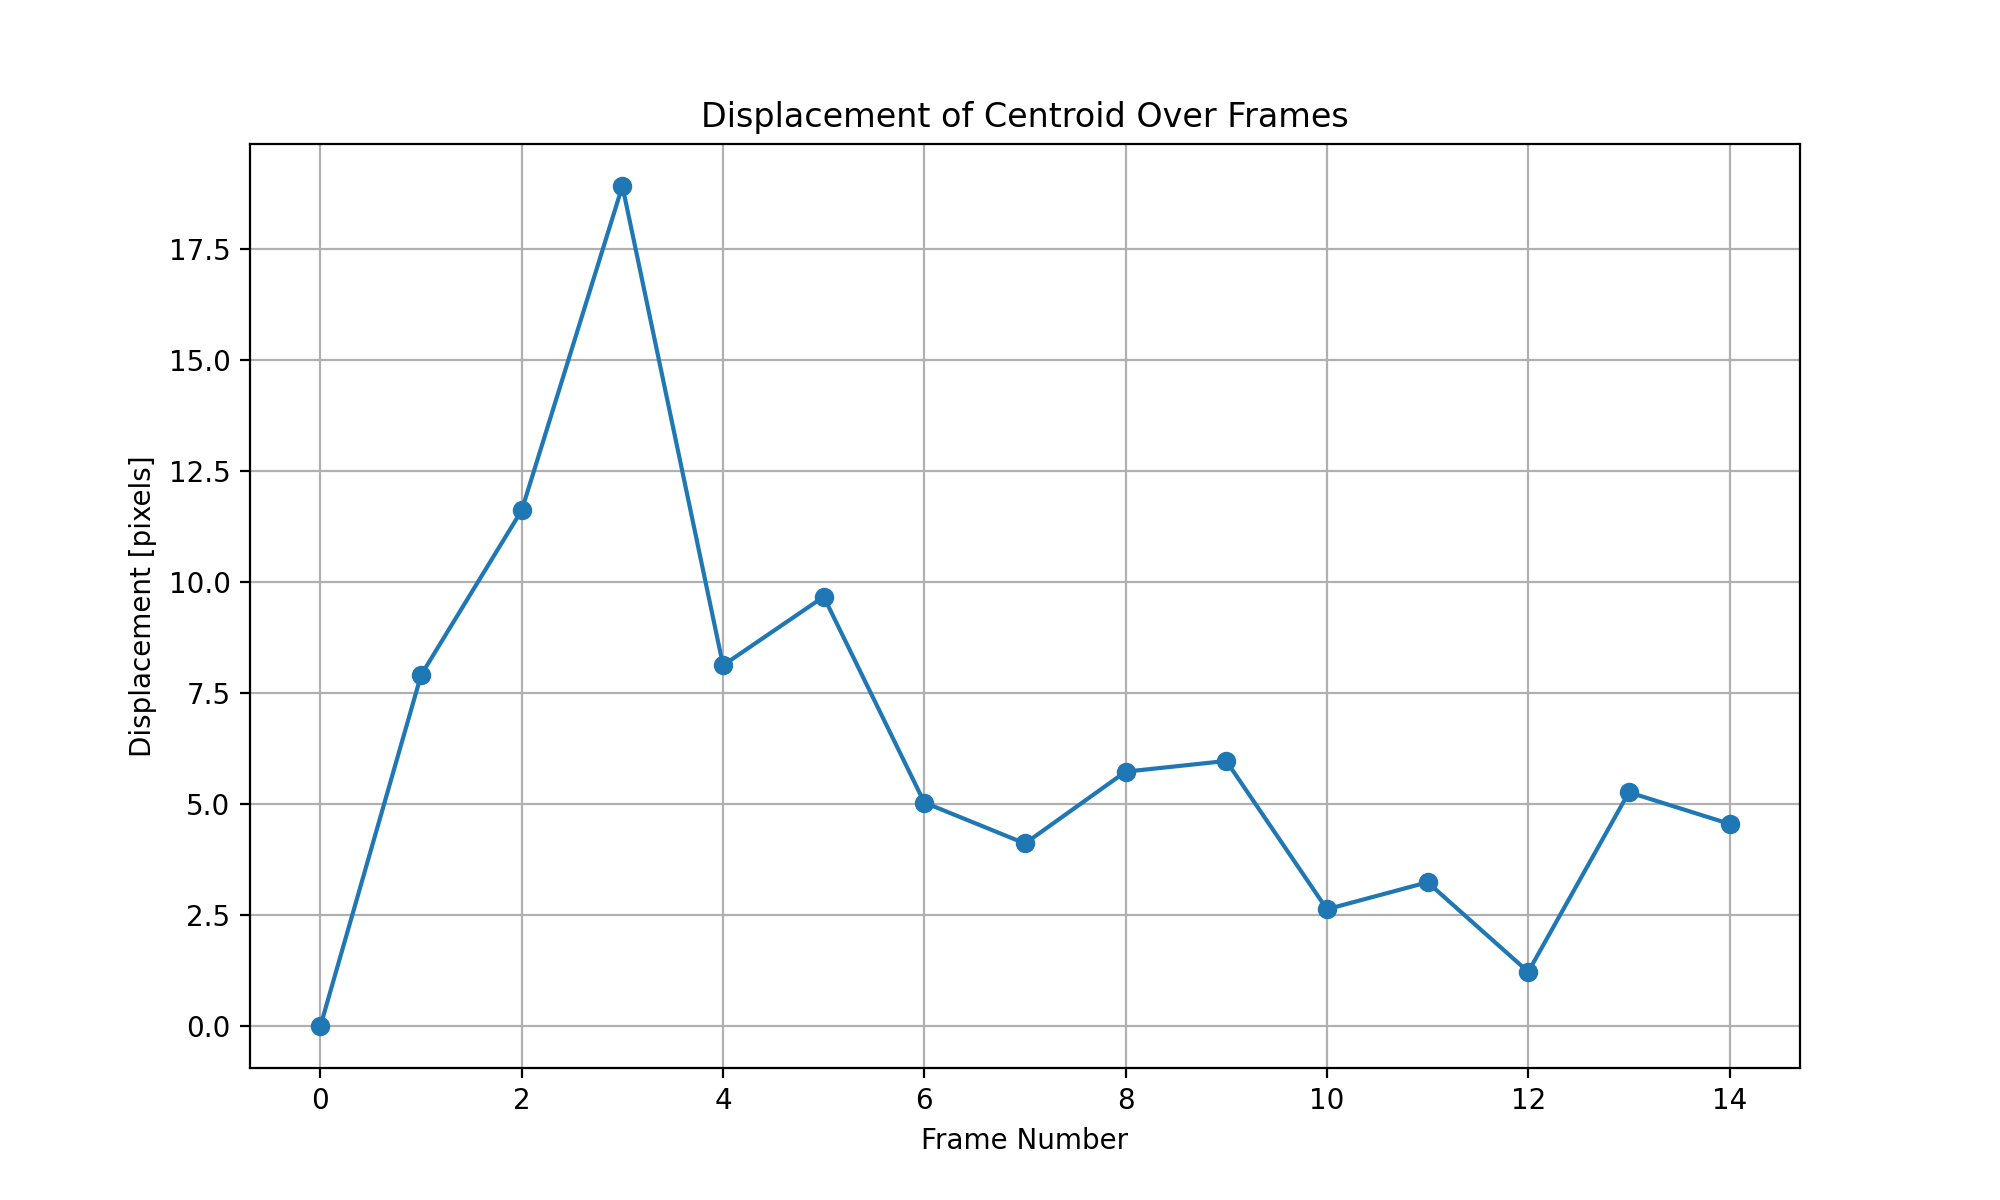 Displacement of Centroid Over Frames
17.5
15.0
12.5
10.0
7.5
5.0
2.5
0.0
Displacement [pixels]
0 2 4 6 8 10 12 14
Frame Number